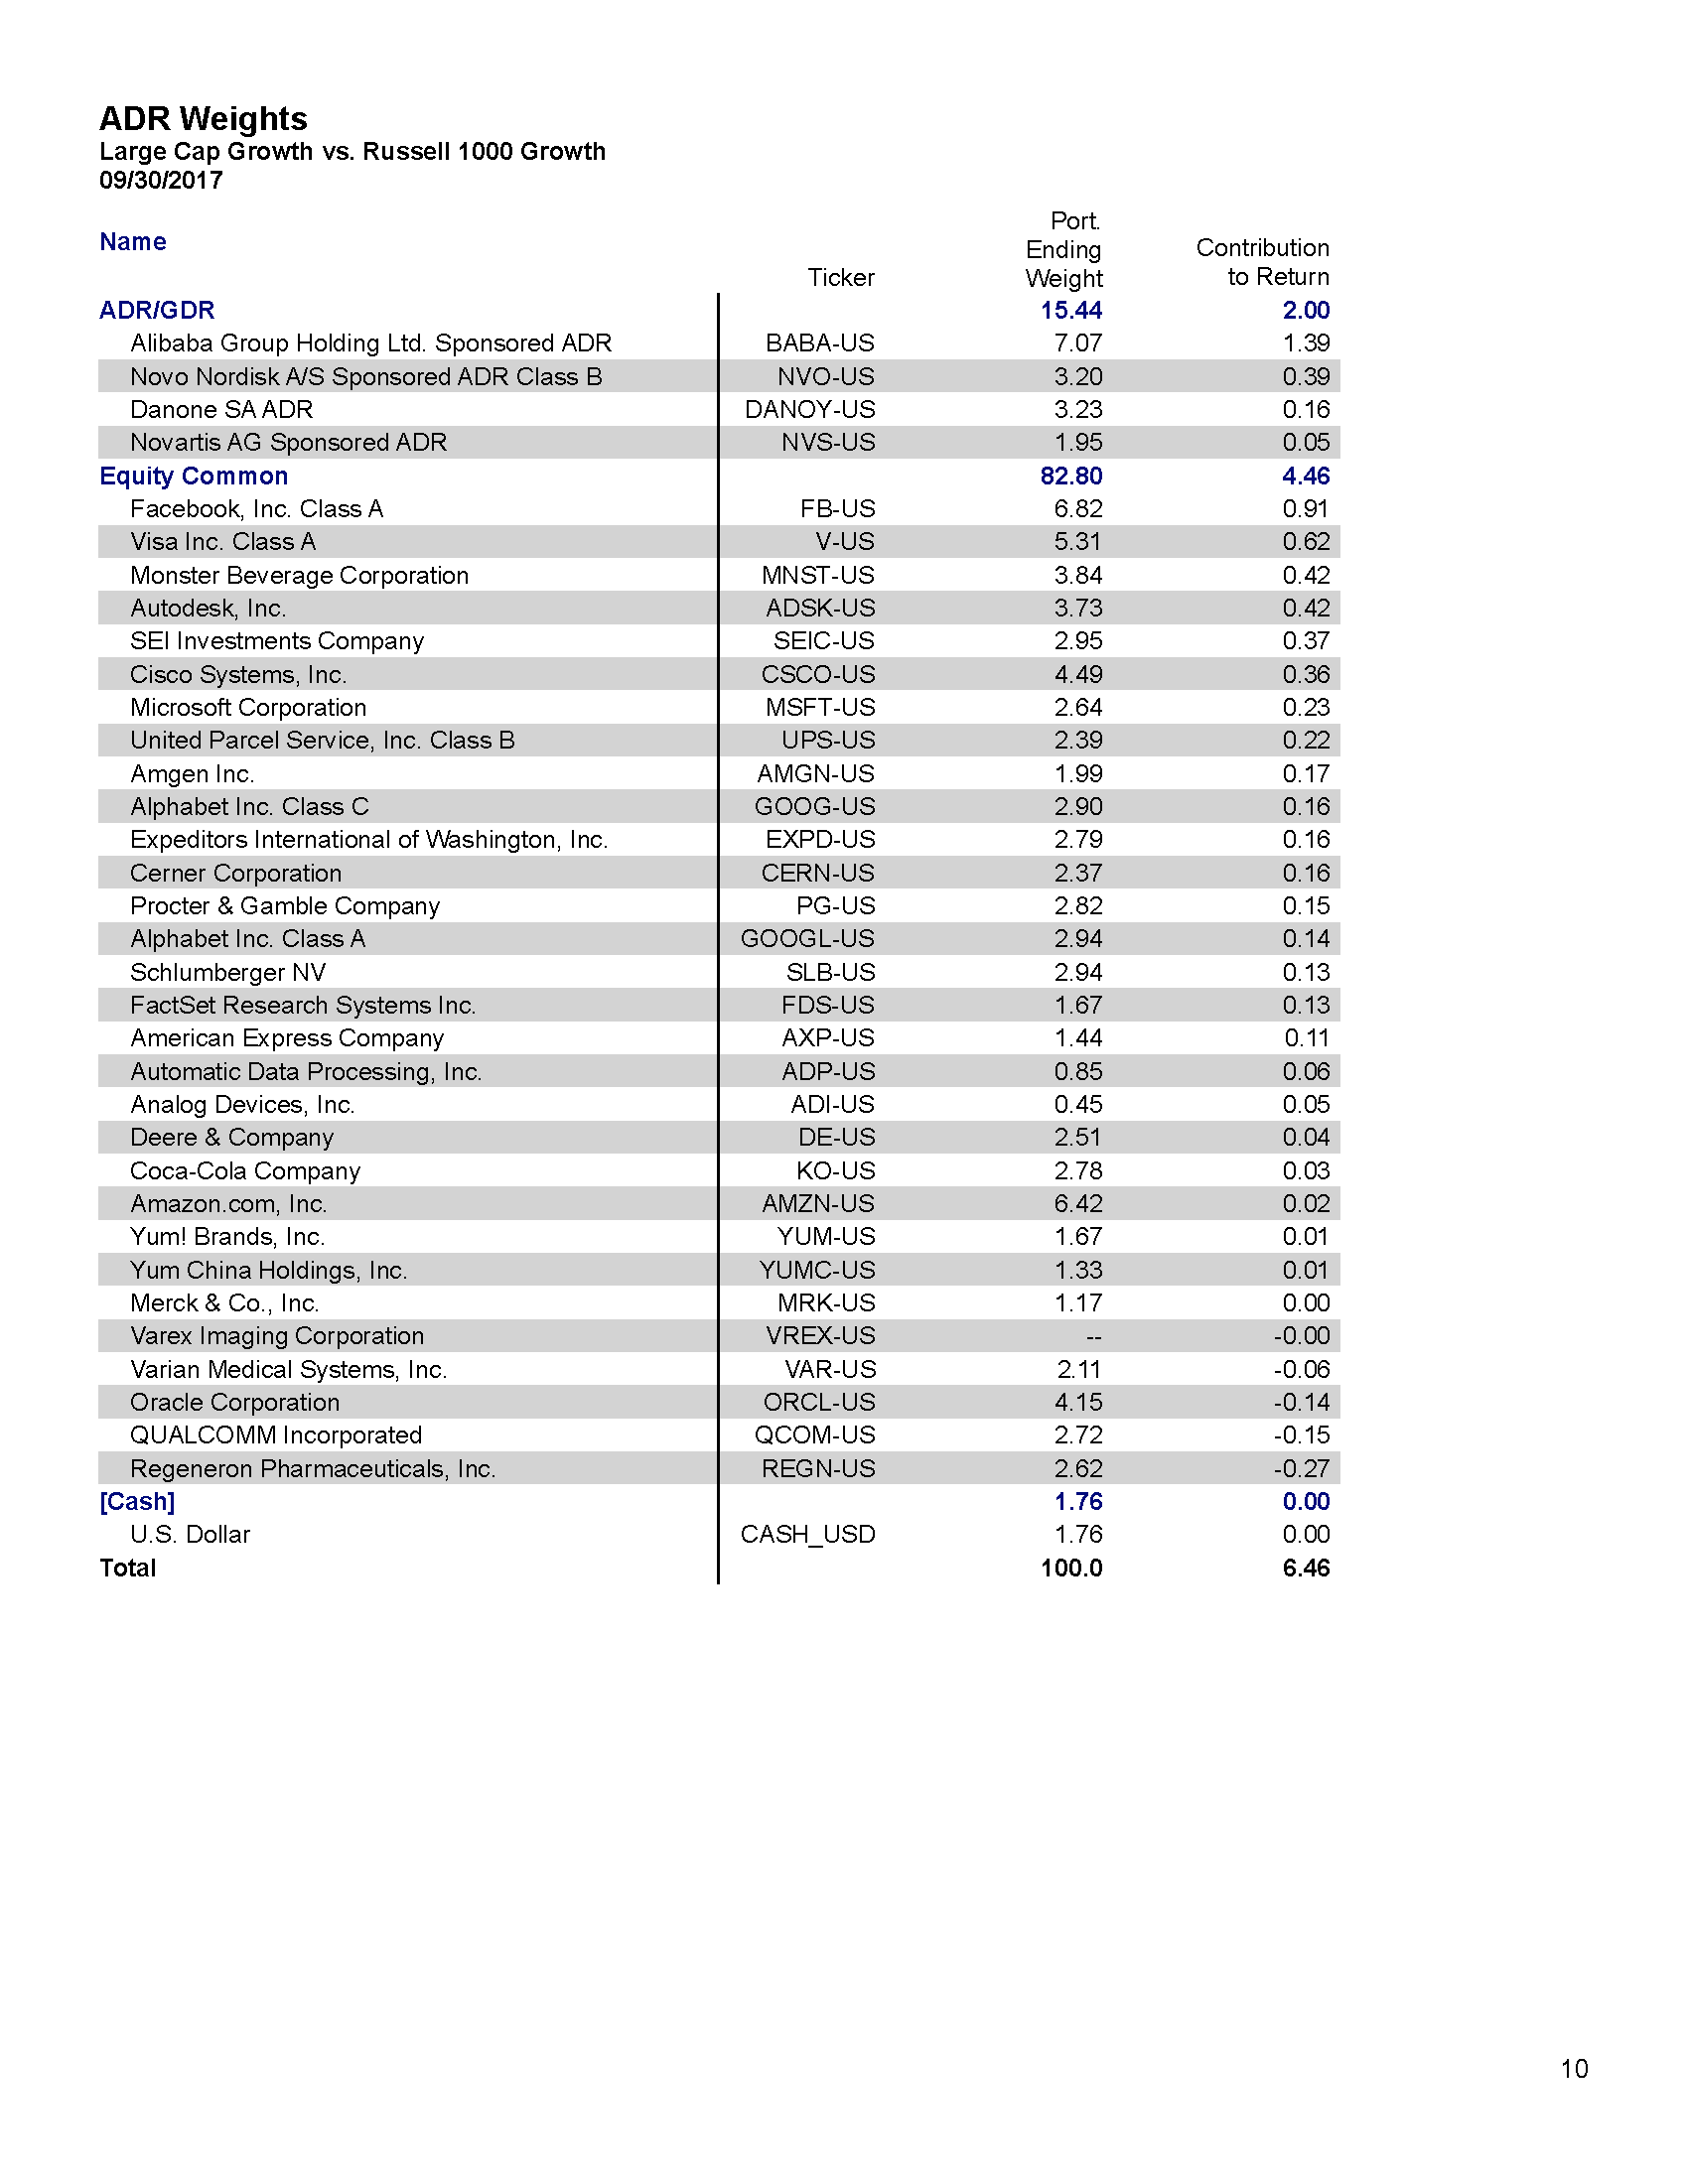 ADR Weights
Large Cap Growth vs. Russell 1000 Growth
09/30/2017
Name Ticker Port. Ending Weight Contribution to Return
ADR/GDR 15.44 2.00
Alibaba Group Holding Ltd. Sponsored ADR BABA-US 7.07 1.39
Novo Nordisk A/S Sponsored ADR Class B NVO-US 3.20 0.39
Danone SA ADR DANOY-US 3.23 0.16
Novartis AG Sponsored ADR NVS-US 1.95 0.05
Equity Common 82.80 4.46
Facebook, Inc. Class A FB-US 6.82 0.91
Visa Inc. Class A V-US 5.31 0.62
Monster Beverage Corporation MNST-US 3.84 0.42
Autodesk, Inc. ADSK-US 3.73 0.42
SEI Investments Company SEIC-US 2.95 0.37
Cisco Systems, Inc. CSCO-US 4.49 0.36
Microsoft Corporation MSFT-US 2.64 0.23
United Parcel Service, Inc. Class B UPS-US 2.39 0.22
Amgen Inc. AMGN-US 1.99 0.17
Alphabet Inc. Class C GOOG-US 2.90 0.16
Expeditors International of Washington, Inc. EXPD-US 2.79 0.16
Cerner Corporation CERN-US 2.37 0.16
Procter & Gamble Company PG-US 2.82 0.15
Alphabet Inc. Class A GOOGL-US 2.94 0.14
Schlumberger NV SLB-US 2.94 0.13
FactSet Research Systems Inc. FDS-US 1.67 0.13
American Express Company AXP-US 1.44 0.11
Automatic Data Processing, Inc. ADP-US 0.85 0.06
Analog Devices, Inc. ADI-US 0.45 0.05
Deere & Company DE-US 2.51 0.04
Coca-Cola Company KO-US 2.78 0.03
Amazon.com, Inc. AMZN-US 6.42 0.02
Yum! Brands, Inc. YUM-US 1.67 0.01
Yum China Holdings, Inc. YUMC-US 1.33 0.01
Merck & Co., Inc. MRK-US 1.17 0.00
Varex Imaging Corporation VREX-US -- -0.00
Varian Medical Systems, Inc. VAR-US 2.11 -0.06
Oracle Corporation ORCL-US 4.15 -0.14
QUALCOMM Incorporated QCOM-US 2.72 -0.15
Regeneron Pharmaceuticals, Inc. REGN-US 2.62 -0.27
[Cash] 1.76 0.00
U.S. Dollar CASH_USD 1.76 0.00
Total 100.0 6.46
10